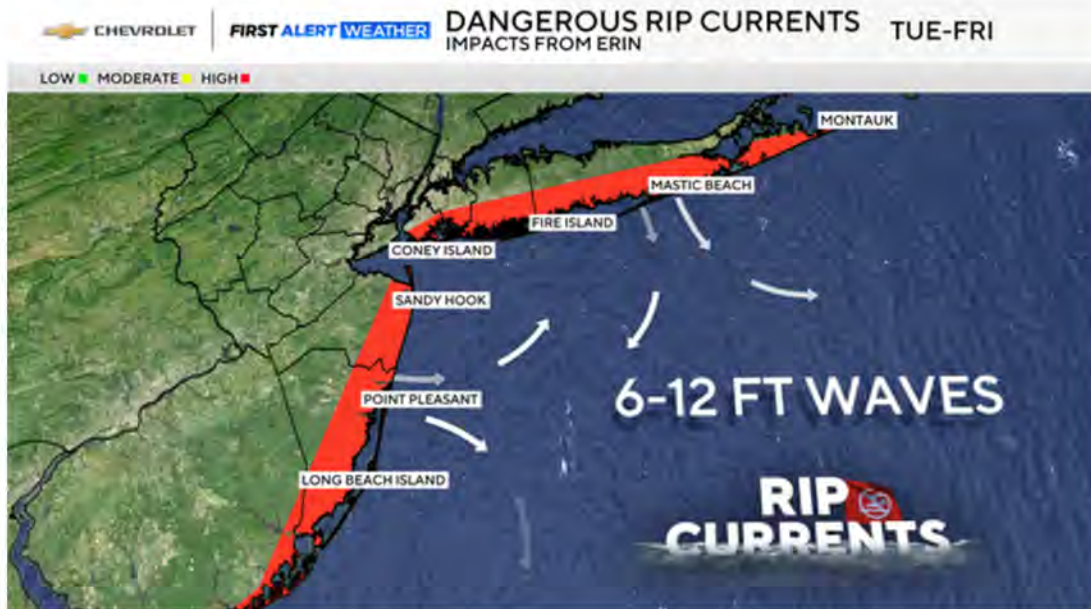 CHEVROLET
FIRST ALERT WEATHER
DANGEROUS RIP CURRENTS
IMPACTS FROM ERIN
TUE-FRI
LOW MODERATE HIGH
MONTAUK
MASTIC BEACH
FIRE ISLAND
CONEY ISLAND
SANDY HOOK
POINT PLEASANT
6-12 FT WAVES
LONG BEACH ISLAND
RIP
CURRENTS